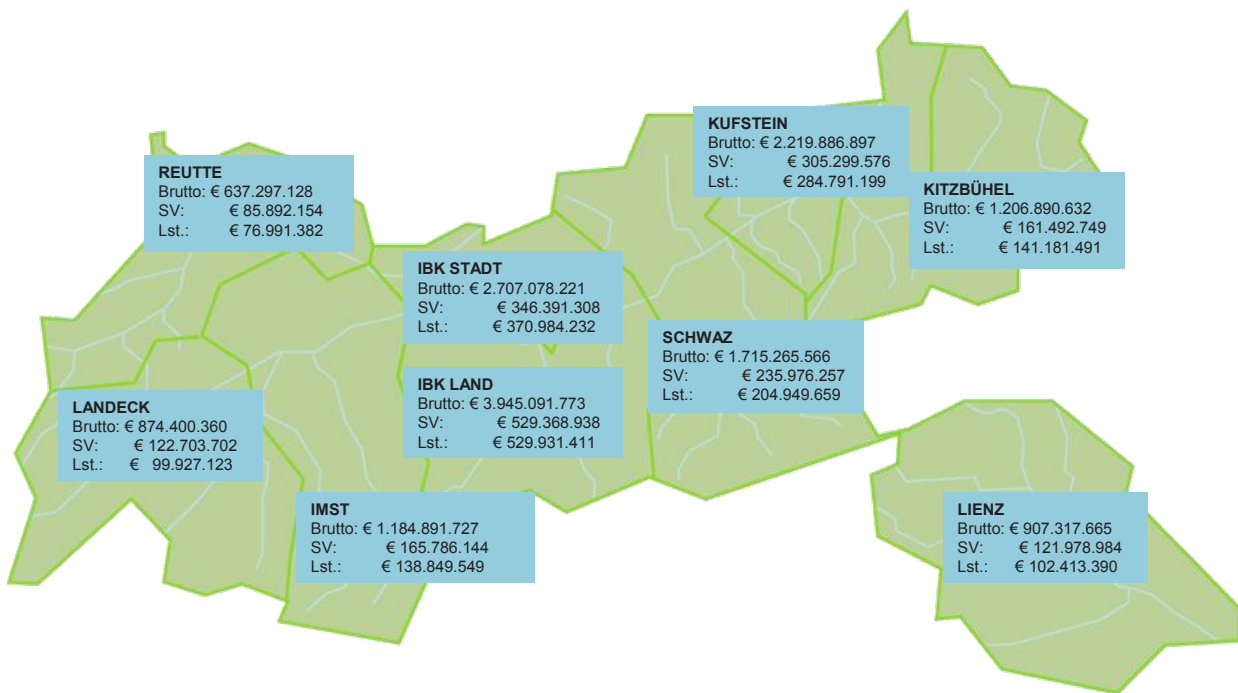 KUFSTEIN
Brutto: € 2.219.886.897
SV: € 305.299.576
Lst.: € 284.791.199
REUTTE
Brutto: € 637.297.128
SV: € 85.892.154
Lst.: € 76.991.382
KITZBÜHEL
Brutto: € 1.206.890.632
SV: € 161.492.749
Lst.: € 141.181.491
IBK STADT
Brutto: € 2.707.078.221
SV: € 346.391.308
Lst.: € 370.984.232
SCHWAZ
Brutto: € 1.715.265.566
SV: € 235.976.257
Lst.: € 204.949.659
IBK LAND
Brutto: € 3.945.091.773
SV: € 529.368.938
Lst.: € 529.931.411
LANDECK
Brutto: € 874.400.360
SV: € 122.703.702
Lst.: € 99.927.123
IMST
Brutto: € 1.184.891.727
SV: € 165.786.144
Lst.: € 138.849.549
LIENZ
Brutto: € 907.317.665
SV: € 121.978.984
Lst.: € 102.413.390